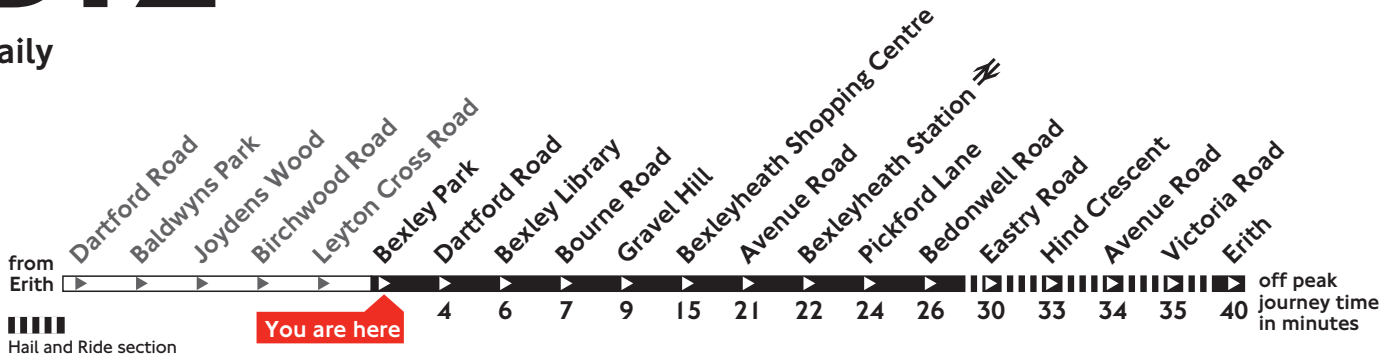 Dartford Road
Baldwyns Park
Joydens Wood
Birchwood Road
Leyton Cross Road
Bexley Park
Dartford Road
Bexley Library
Bourne Road
Gravel Hill
Bexleyheath Shopping Centre
Avenue Road
Bexleyheath Station
Pickford Lane
Bedonwell Road
Eastry Road
Hind Crescent
Avenue Road
Victoria Road
Erith
from
Erith
You are here
4 6 7 9 15 21 22 24 26 30 33 34 35 40
off peak
journey time
in minutes
Hail and Ride section